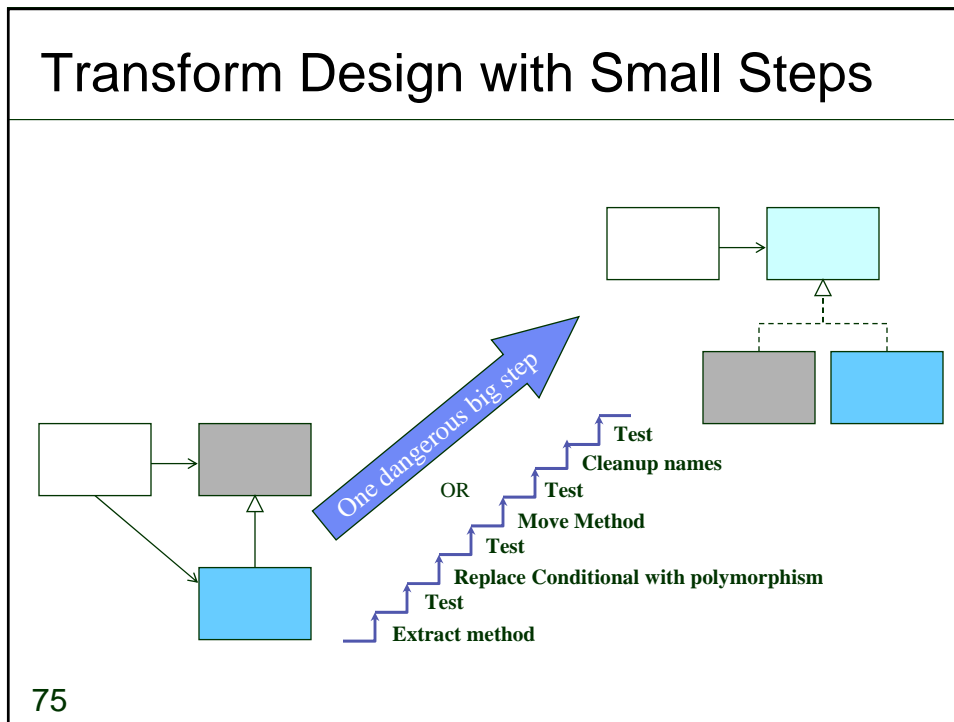 Transform Design with Small Steps
One dangerous big step
OR
Test
Cleanup names
Test
Move Method
Test
Replace Conditional with polymorphism
Test
Extract method
75